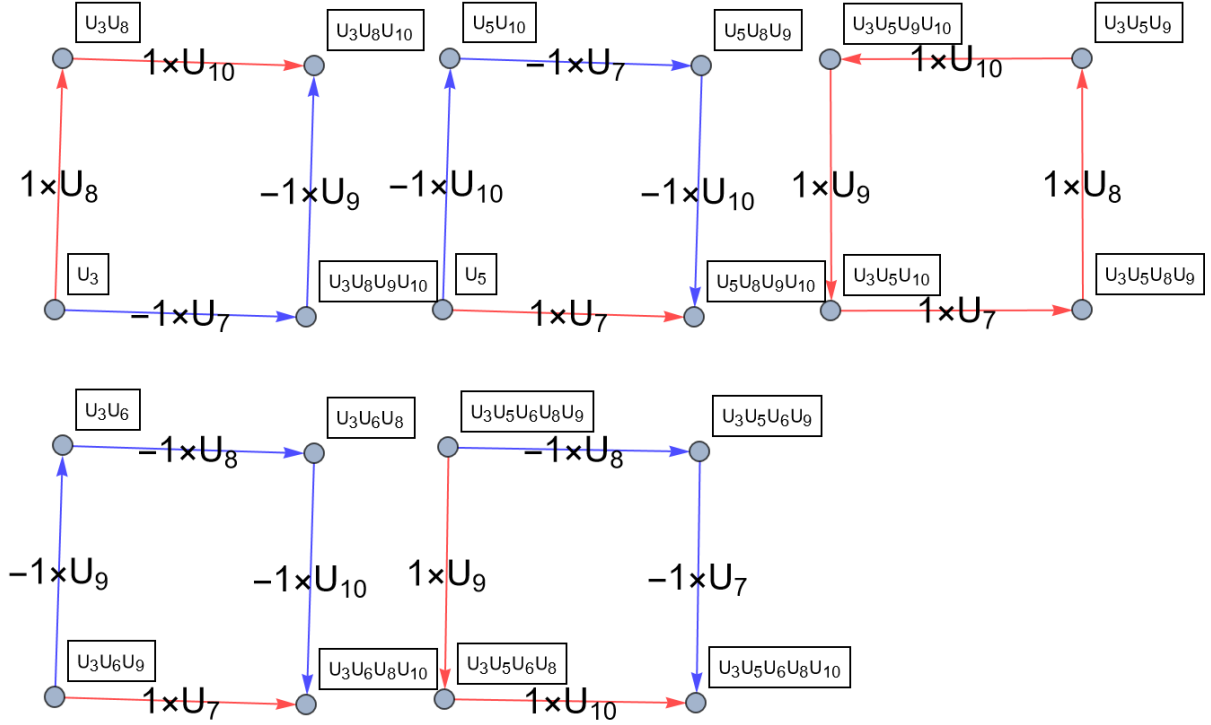 U₃U₈
U₃U₈U₁₀
U₅U₁₀
U₅U₈U₉
U₃U₅U₉U₁₀
U₃U₅U₉
1×U₁₀
−1×U₇
1×U₁₀
1×U₈
−1×U₉
−1×U₁₀
−1×U₁₀
1×U₉
1×U₈
U₃
U₃U₈U₉U₁₀
U₅
U₅U₈U₉U₁₀
U₃U₅U₁₀
U₃U₅U₈U₉
−1×U₇
1×U₇
1×U₇
U₃U₆
U₃U₆U₈
U₃U₅U₆U₈U₉
U₃U₅U₆U₉
−1×U₈
−1×U₈
−1×U₉
−1×U₁₀
1×U₉
−1×U₇
U₃U₆U₉
U₃U₆U₈U₁₀
U₃U₅U₆U₈
U₃U₅U₆U₈U₁₀
1×U₇
1×U₁₀